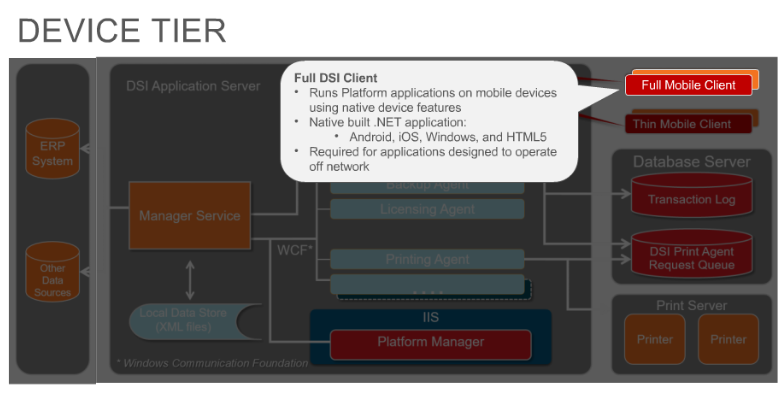 DEVICE TIER
DSI Application Server
Full DSI Client
• Runs Platform applications on mobile devices
using native device features
• Native built .NET application:
• Android, iOS, Windows, and HTML5
• Required for applications designed to operate
off network
Full Mobile Client
Thin Mobile Client
ERP
System
Other
Data
Sources
Manager Service
WCF*
Local Data Store
(XML files)
* Windows Communication Foundation
Backup Agent
Licensing Agent
Printing Agent
. . . .
IIS
Platform Manager
Database Server
Transaction Log
DSI Print Agent
Request Queue
Print Server
Printer
Printer